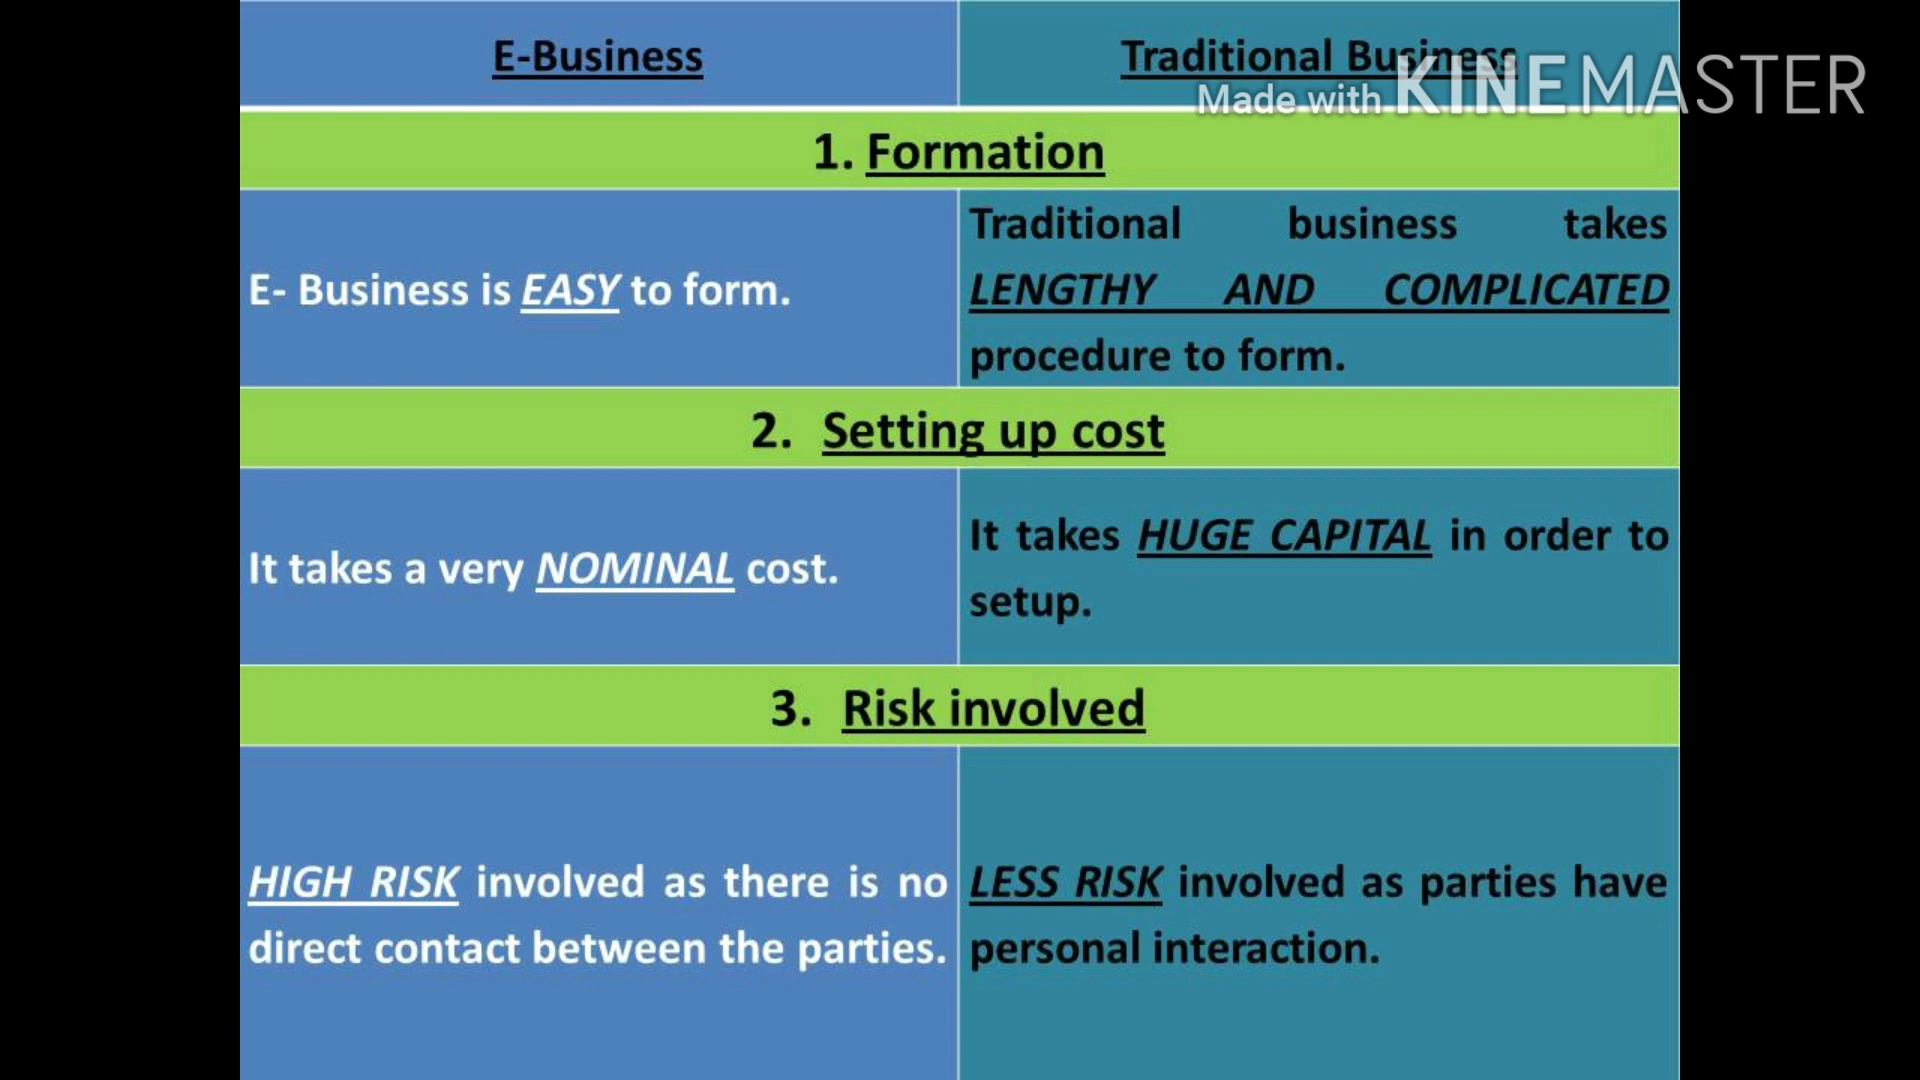 E-Business
Traditional Business
Made with KINEMASTER
1. Formation
E- Business is EASY to form.
Traditional business takes
LENGTHY AND COMPLICATED
procedure to form.
2. Setting up cost
It takes a very NOMINAL cost.
It takes HUGE CAPITAL in order to
setup.
3. Risk involved
HIGH RISK involved as there is no
direct contact between the parties.
LESS RISK involved as parties have
personal interaction.